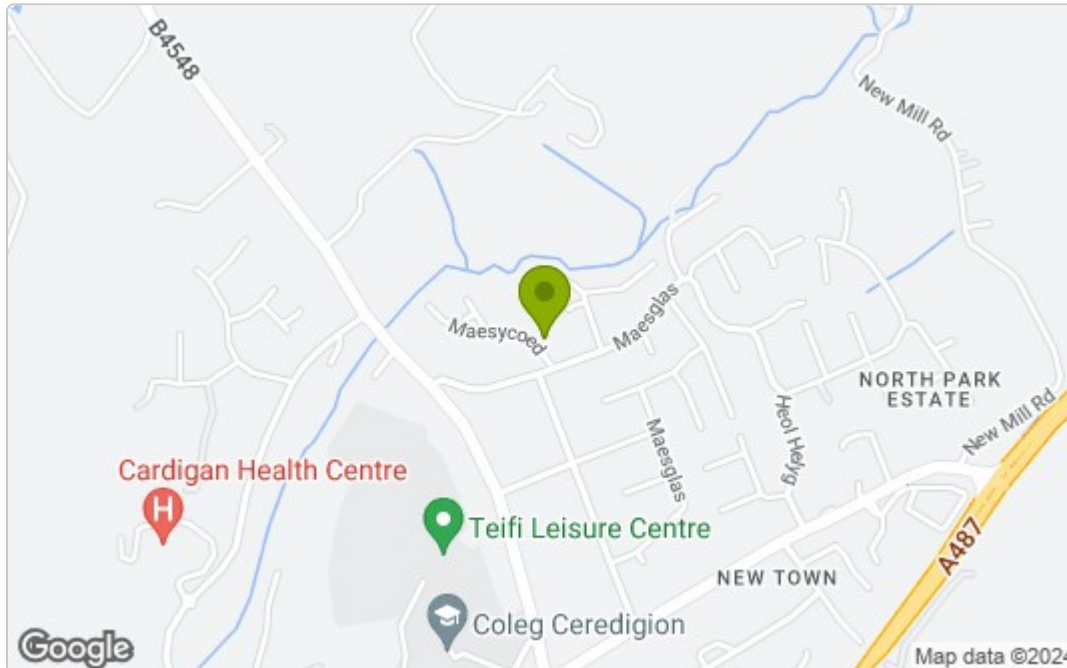 B4548
New Mill Rd
Maesycoed
Maesglas
NORTH PARK
ESTATE
Heol Helyg
Maesglas
New Mill Rd
Cardigan Health Centre
H
Teifi Leisure Centre
A487
NEW TOWN
Coleg Ceredigion
Google
Map data ©2024